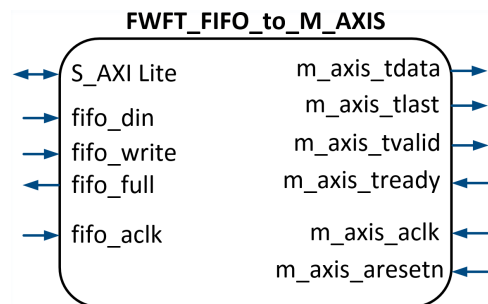 FWFT_FIFO_to_M_AXIS
S_AXI Lite
fifo_din
fifo_write
fifo_full
fifo_aclk
m_axis_tdata
m_axis_tlast
m_axis_tvalid
m_axis_tready
m_axis_aclk
m_axis_aresetn